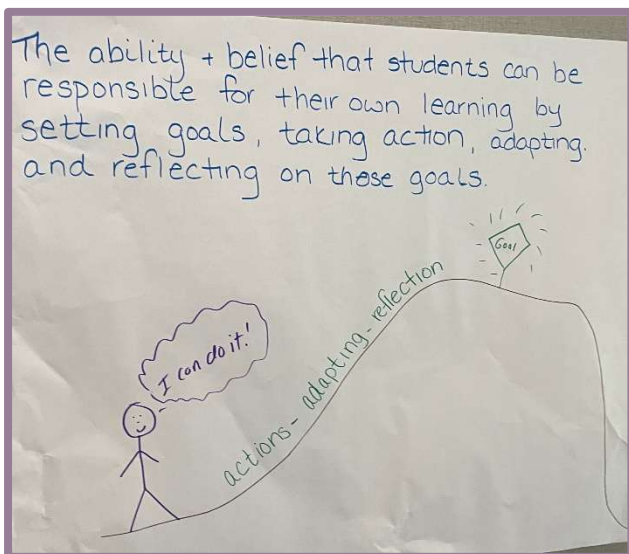 The ability + belief that students can be
responsible for their own learning by
setting goals, taking action, adapting.
and reflecting on those goals.
Goal
I can do it!
actions - adapting - reflection